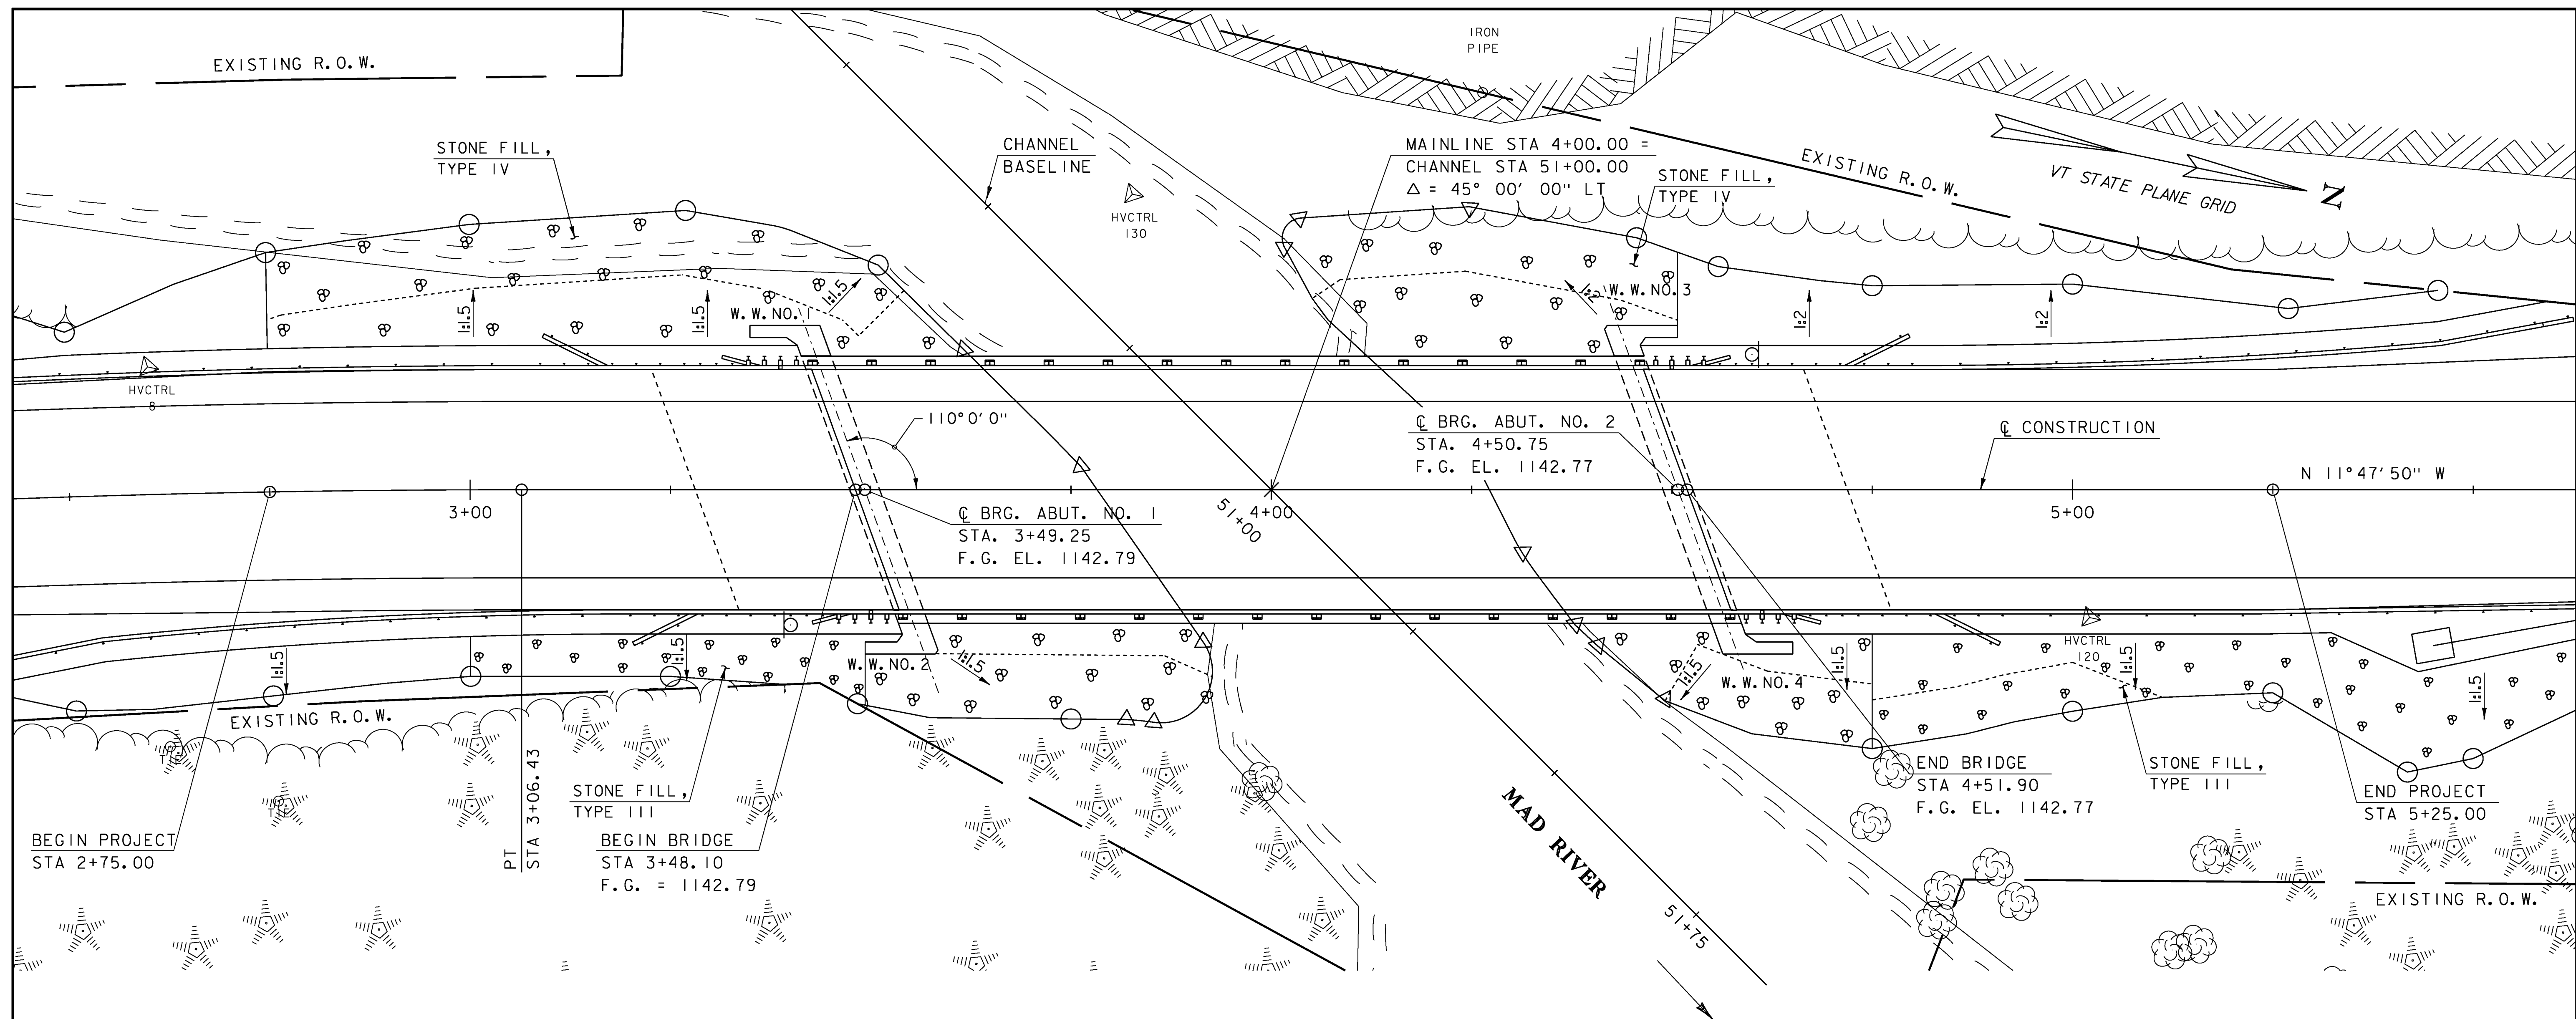 EXISTING R.O.W.
IRON
PIPE
STONE FILL,
TYPE IV
CHANNEL
BASELINE
MAINLINE STA 4+00.00 =
CHANNEL STA 51+00.00
Δ = 45° 00' 00" LT
STONE FILL,
TYPE IV
EXISTING R.O.W.
VT STATE PLANE GRID
N
HVCTRL
130
1:1.5
1:1.5
1:1.5
W.W. NO. 1
1:2
W.W. NO. 3
1:2
1:2
HVCTRL
8
110°0'0"
℄ BRG. ABUT. NO. 2
STA. 4+50.75
F.G. EL. 1142.77
℄ CONSTRUCTION
N 11°47'50" W
3+00
4+00
51+00
5+00
℄ BRG. ABUT. NO. 1
STA. 3+49.25
F.G. EL. 1142.79
1:1.5
1:1.5
W.W. NO. 2
1:1.5
1:1.5
W.W. NO. 4
1:1.5
HVCTRL
120
1:1.5
1:1.5
EXISTING R.O.W.
BEGIN PROJECT
STA 2+75.00
PT
STA 3+06.43
STONE FILL,
TYPE III
BEGIN BRIDGE
STA 3+48.10
F.G. = 1142.79
MAD RIVER
51+75
END BRIDGE
STA 4+51.90
F.G. EL. 1142.77
STONE FILL,
TYPE III
END PROJECT
STA 5+25.00
EXISTING R.O.W.